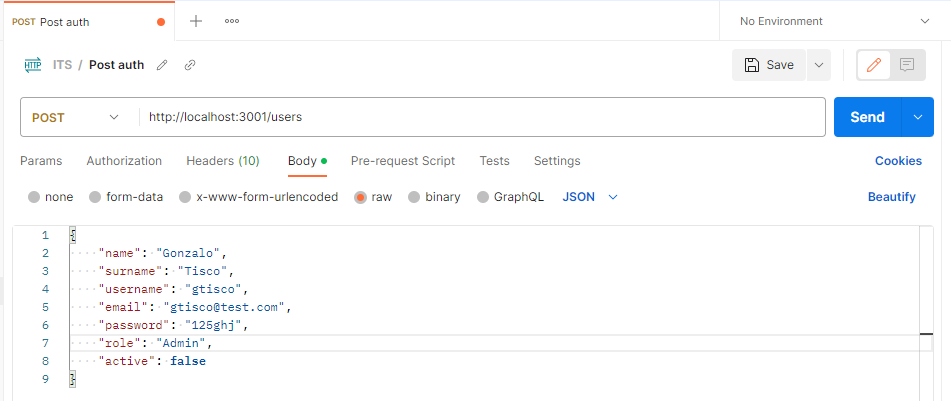 POST Post auth No Environment
HTTP ITS / Post auth Save
POST http://localhost:3001/users Send
Params Authorization Headers (10) Body Pre-request Script Tests Settings Cookies
none form-data x-www-form-urlencoded raw binary GraphQL JSON Beautify
1 {
2 "name": "Gonzalo",
3 "surname": "Tisco",
4 "username": "gtisco",
5 "email": "gtisco@test.com",
6 "password": "125ghj",
7 "role": "Admin",
8 "active": false
9 }